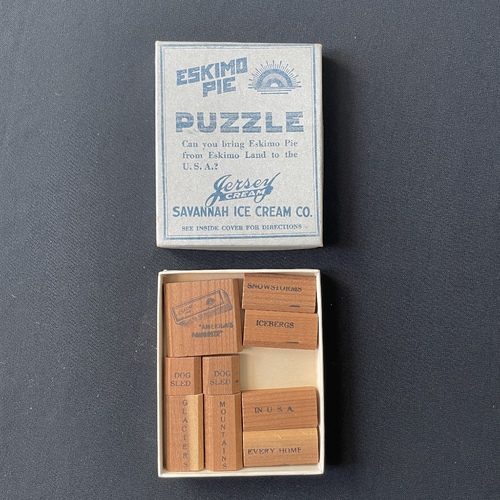 ESKIMO
PIE
PUZZLE
Can you bring Eskimo Pie
from Eskimo Land to the
U. S. A.?
Jersey
CREAM
SAVANNAH ICE CREAM CO.
SEE INSIDE COVER FOR DIRECTIONS
SNOWSTORMS
ICEBERGS
DOG
SLED
DOG
SLED
GLACIERS
MOUNTAINS
IN U·S·A·
EVERY HOME